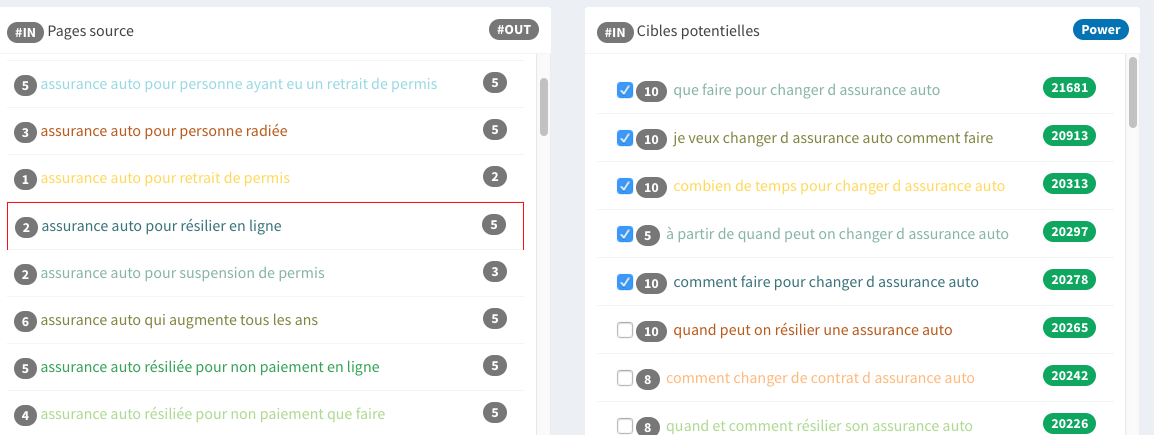 #IN Pages source #OUT
5 assurance auto pour personne ayant eu un retrait de permis 5
3 assurance auto pour personne radiée 5
1 assurance auto pour retrait de permis 2
2 assurance auto pour résilier en ligne 5
2 assurance auto pour suspension de permis 3
6 assurance auto qui augmente tous les ans 5
5 assurance auto résiliée pour non paiement en ligne 5
4 assurance auto résiliée pour non paiement que faire 5
#IN Cibles potentielles Power
10 que faire pour changer d assurance auto 21681
10 je veux changer d assurance auto comment faire 20913
10 combien de temps pour changer d assurance auto 20313
5 à partir de quand peut on changer d assurance auto 20297
10 comment faire pour changer d assurance auto 20278
10 quand peut on résilier une assurance auto 20265
8 comment changer de contrat d assurance auto 20242
8 quand et comment résilier son assurance auto 20226